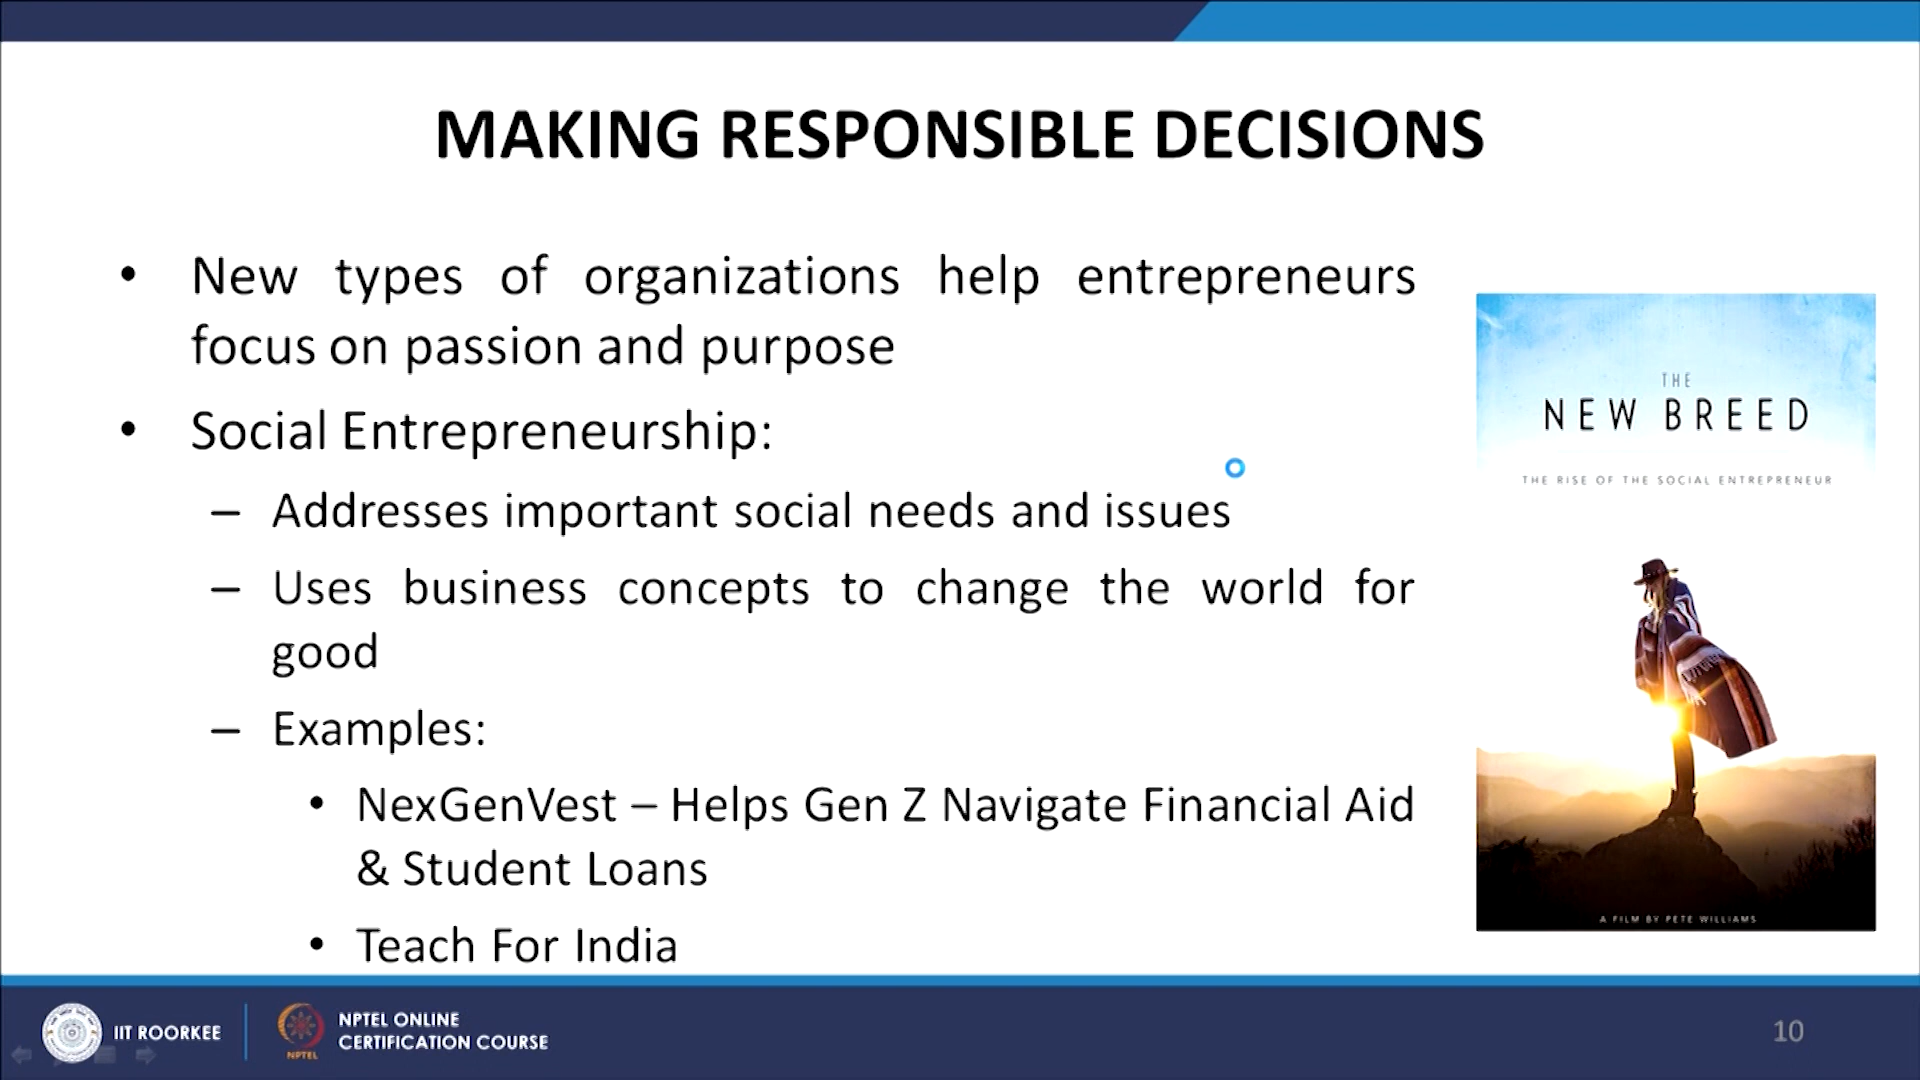 MAKING RESPONSIBLE DECISIONS
• New types of organizations help entrepreneurs
focus on passion and purpose
• Social Entrepreneurship:
– Addresses important social needs and issues
– Uses business concepts to change the world for
good
– Examples:
• NexGenVest – Helps Gen Z Navigate Financial Aid
& Student Loans
• Teach For India
THE
NEW BREED
THE RISE OF THE SOCIAL ENTREPRENEUR
A FILM BY PETE WILLIAMS
IIT ROORKEE
NPTEL
NPTEL ONLINE
CERTIFICATION COURSE
10